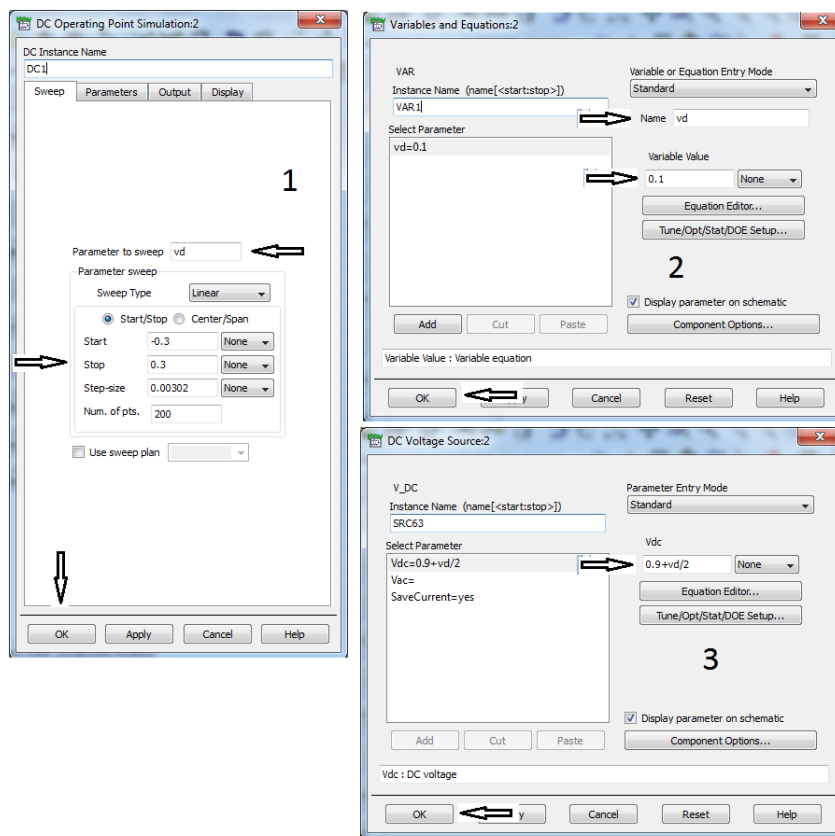 DC Operating Point Simulation:2
DC Instance Name
DC1
Sweep Parameters Output Display
1
Parameter to sweep vd
Parameter sweep
Sweep Type Linear
Start/Stop Center/Span
Start -0.3 None
Stop 0.3 None
Step-size 0.00302 None
Num. of pts. 200
Use sweep plan
OK Apply Cancel Help
Variables and Equations:2
VAR
Instance Name (name[<start:stop>])
VAR1
Select Parameter
vd=0.1
Variable or Equation Entry Mode
Standard
Name vd
Variable Value
0.1 None
Equation Editor...
Tune/Opt/Stat/DOE Setup...
2
Display parameter on schematic
Add Cut Paste
Component Options...
Variable Value : Variable equation
OK Cancel Reset Help
DC Voltage Source:2
V_DC
Instance Name (name[<start:stop>])
SRC63
Select Parameter
Vdc=0.9+vd/2
Vac=
SaveCurrent=yes
Parameter Entry Mode
Standard
Vdc
0.9+vd/2 None
Equation Editor...
Tune/Opt/Stat/DOE Setup...
3
Display parameter on schematic
Add Cut Paste
Component Options...
Vdc : DC voltage
OK Cancel Reset Help